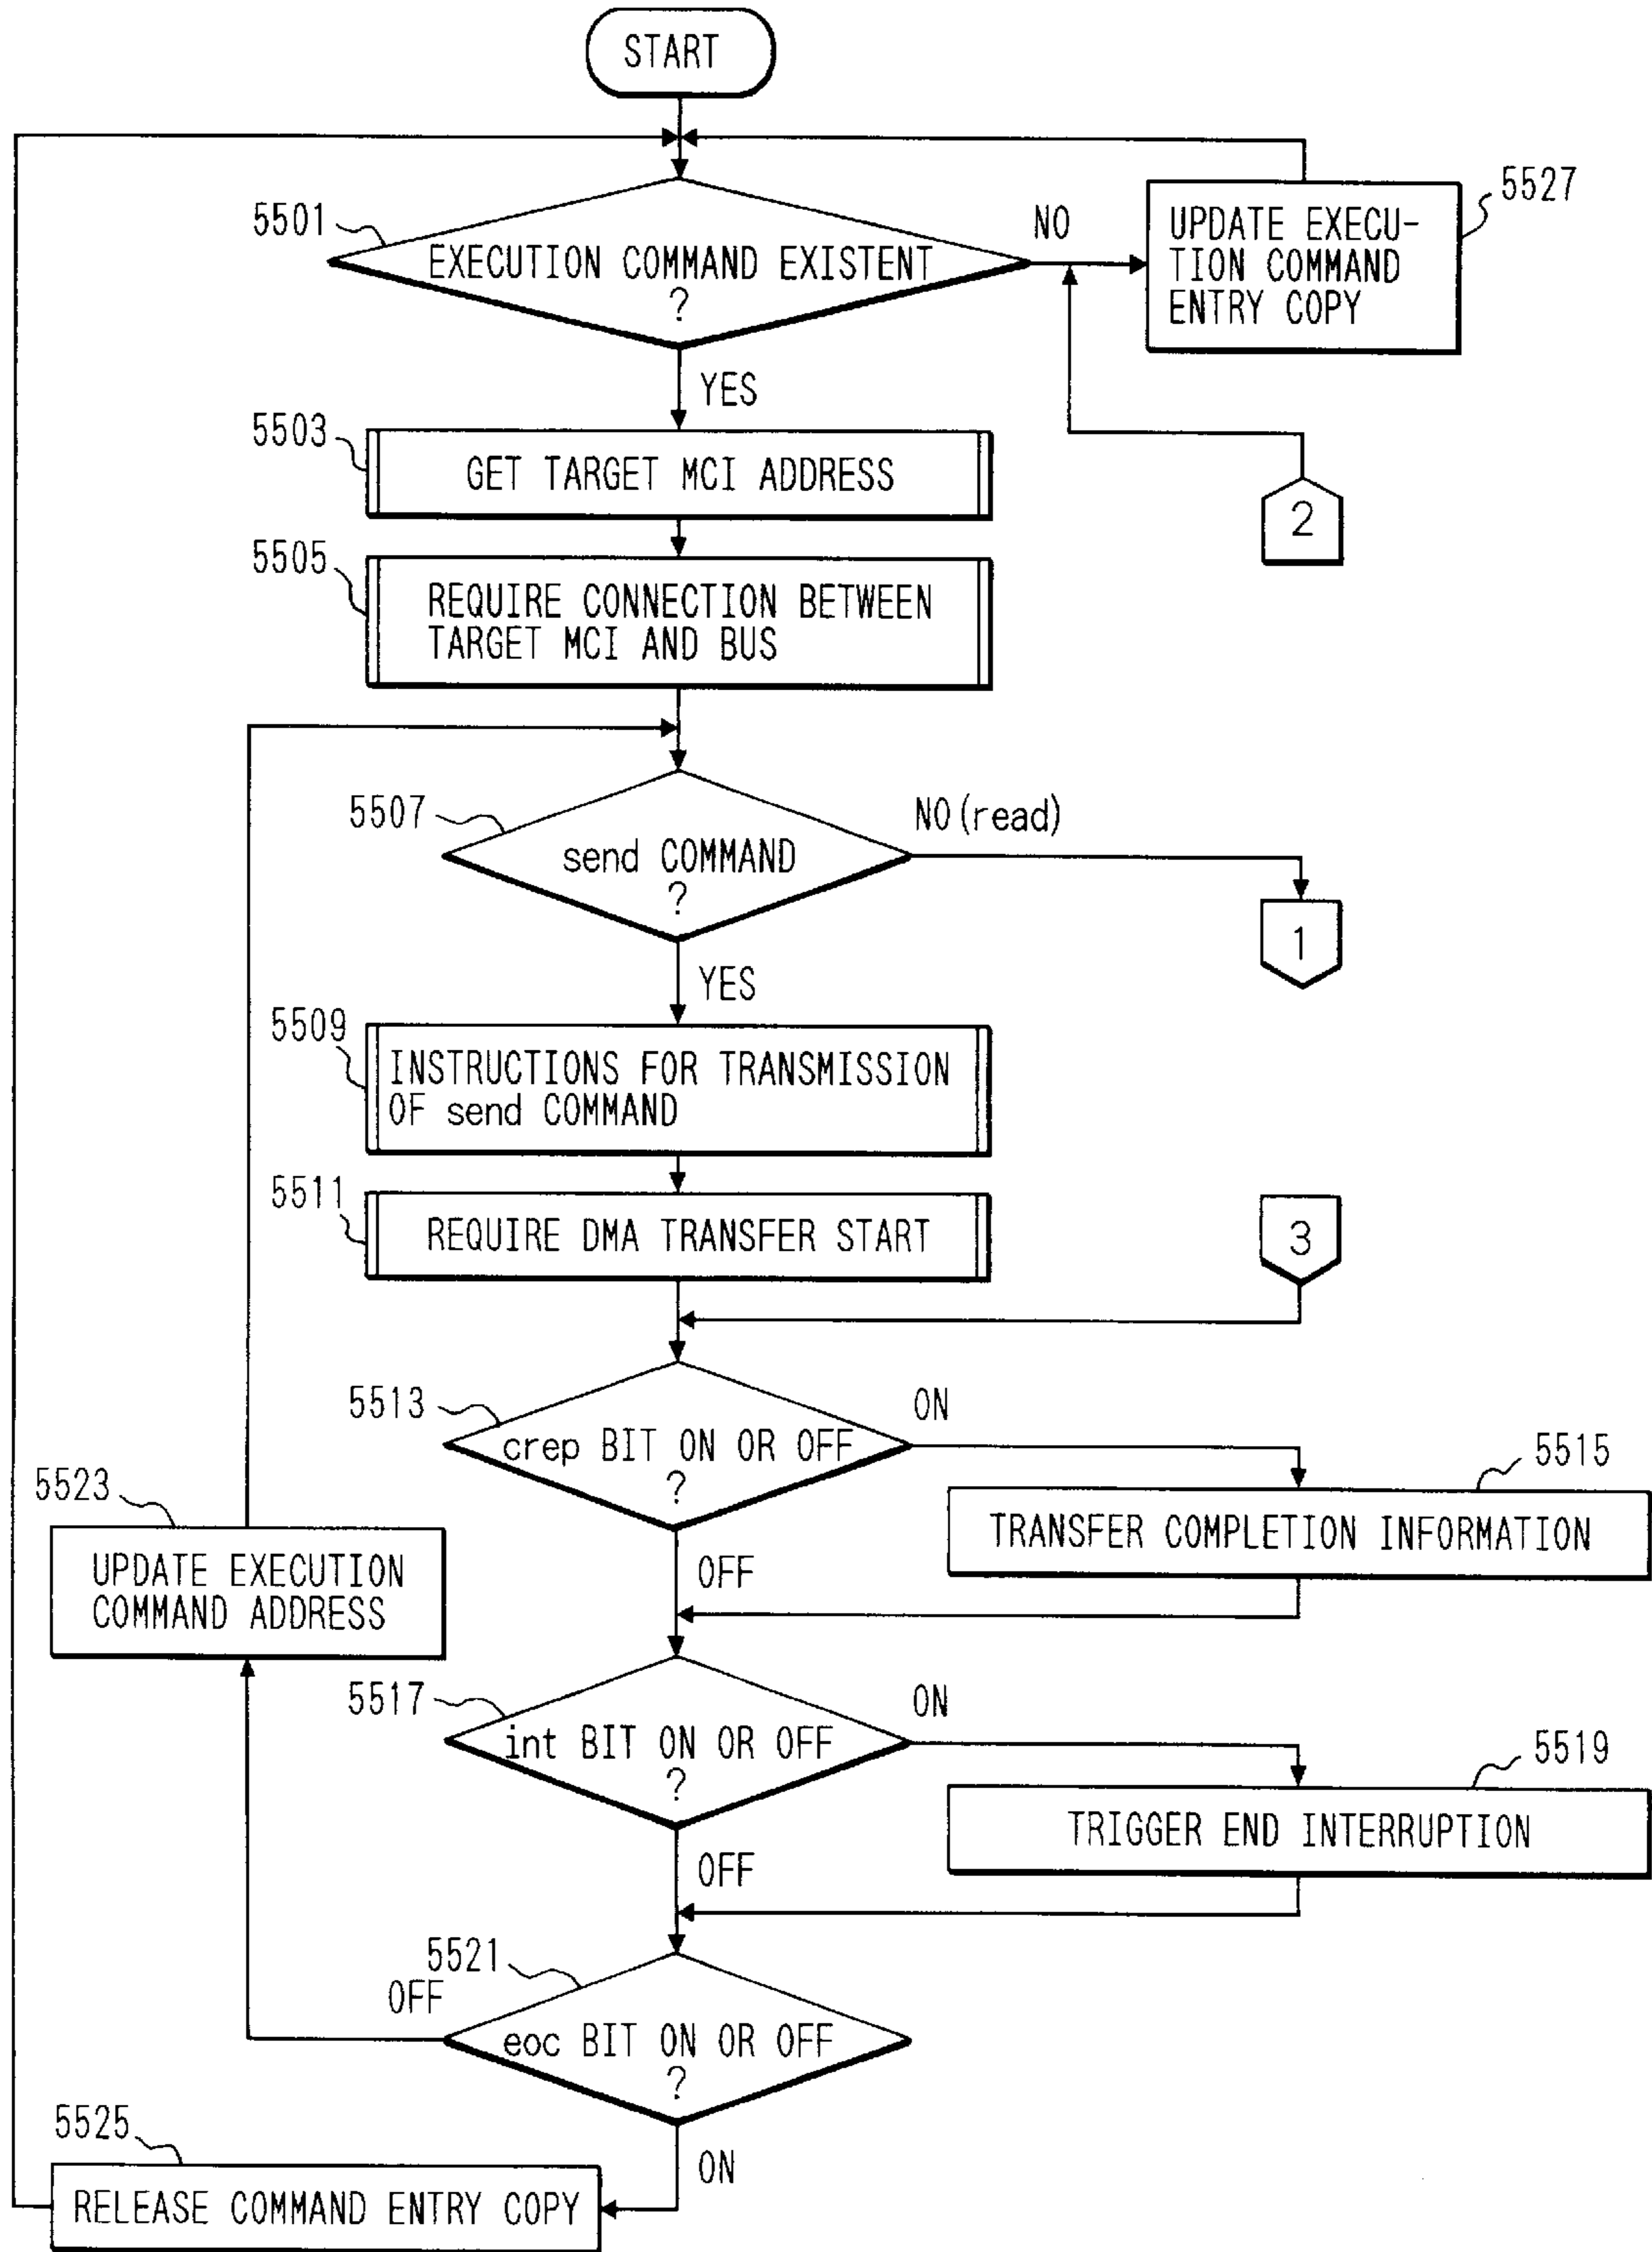 START
5501
EXECUTION COMMAND EXISTENT
?
NO
UPDATE EXECU-
TION COMMAND
ENTRY COPY
5527
YES
2
5503
GET TARGET MCI ADDRESS
5505
REQUIRE CONNECTION BETWEEN
TARGET MCI AND BUS
5507
send COMMAND
?
NO (read)
1
YES
5509
INSTRUCTIONS FOR TRANSMISSION
OF send COMMAND
5511
REQUIRE DMA TRANSFER START
3
5513
crep BIT ON OR OFF
?
ON
5515
TRANSFER COMPLETION INFORMATION
OFF
5523
UPDATE EXECUTION
COMMAND ADDRESS
5517
int BIT ON OR OFF
?
ON
5519
TRIGGER END INTERRUPTION
OFF
5521
OFF
eoc BIT ON OR OFF
?
ON
5525
RELEASE COMMAND ENTRY COPY